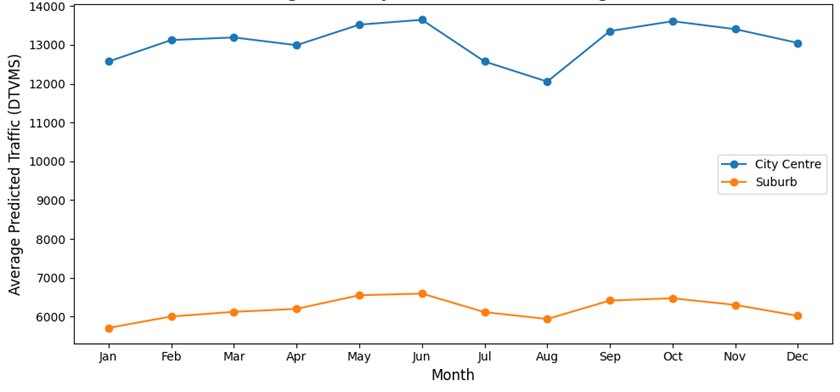 14000
13000
12000
11000
10000
9000
8000
7000
6000
Average Predicted Traffic (DTVMS)
City Centre
Suburb
Jan Feb Mar Apr May Jun Jul Aug Sep Oct Nov Dec
Month